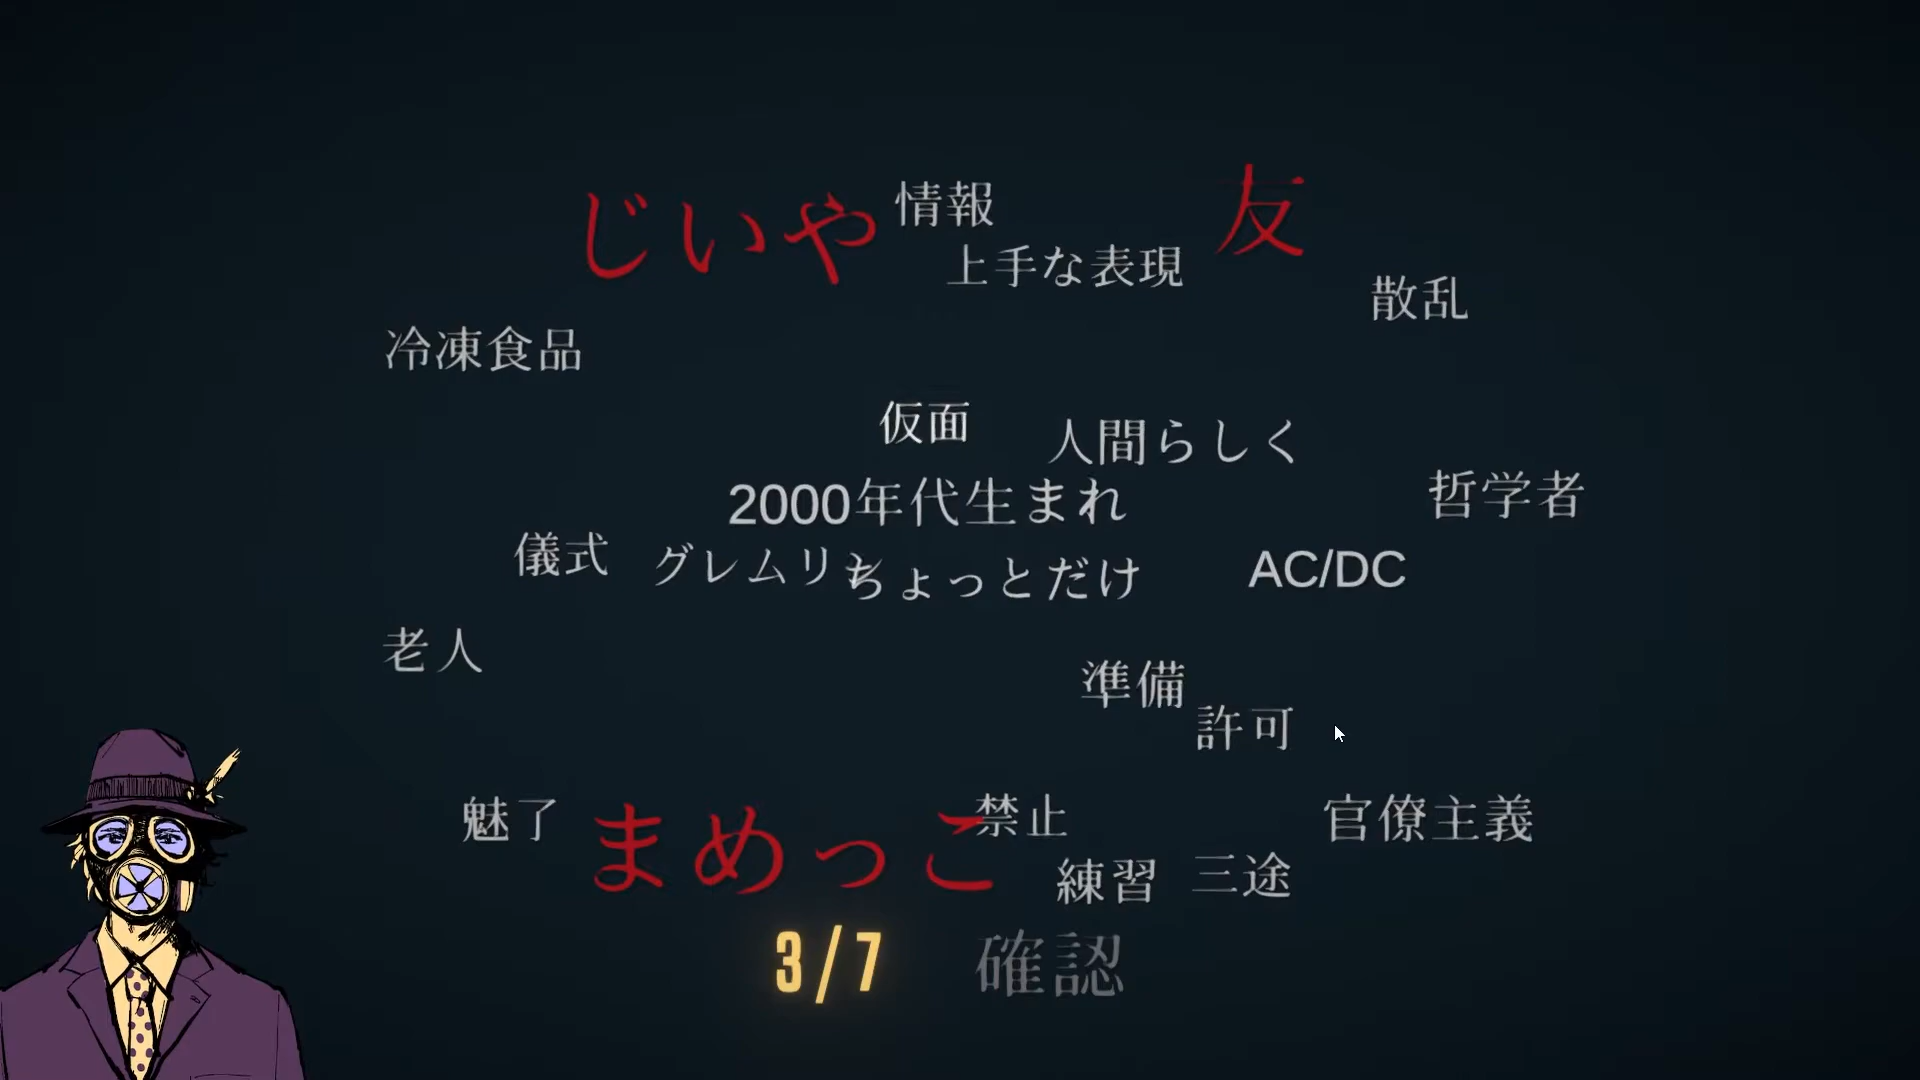 じいや
情報
友
上手な表現
散乱
冷凍食品
仮面
人間らしく
2000年代生まれ
哲学者
儀式
グレムリン
ちょっとだけ
AC/DC
老人
準備
許可
魅了
まめっこ
禁止
官僚主義
練習
三途
3/7
確認